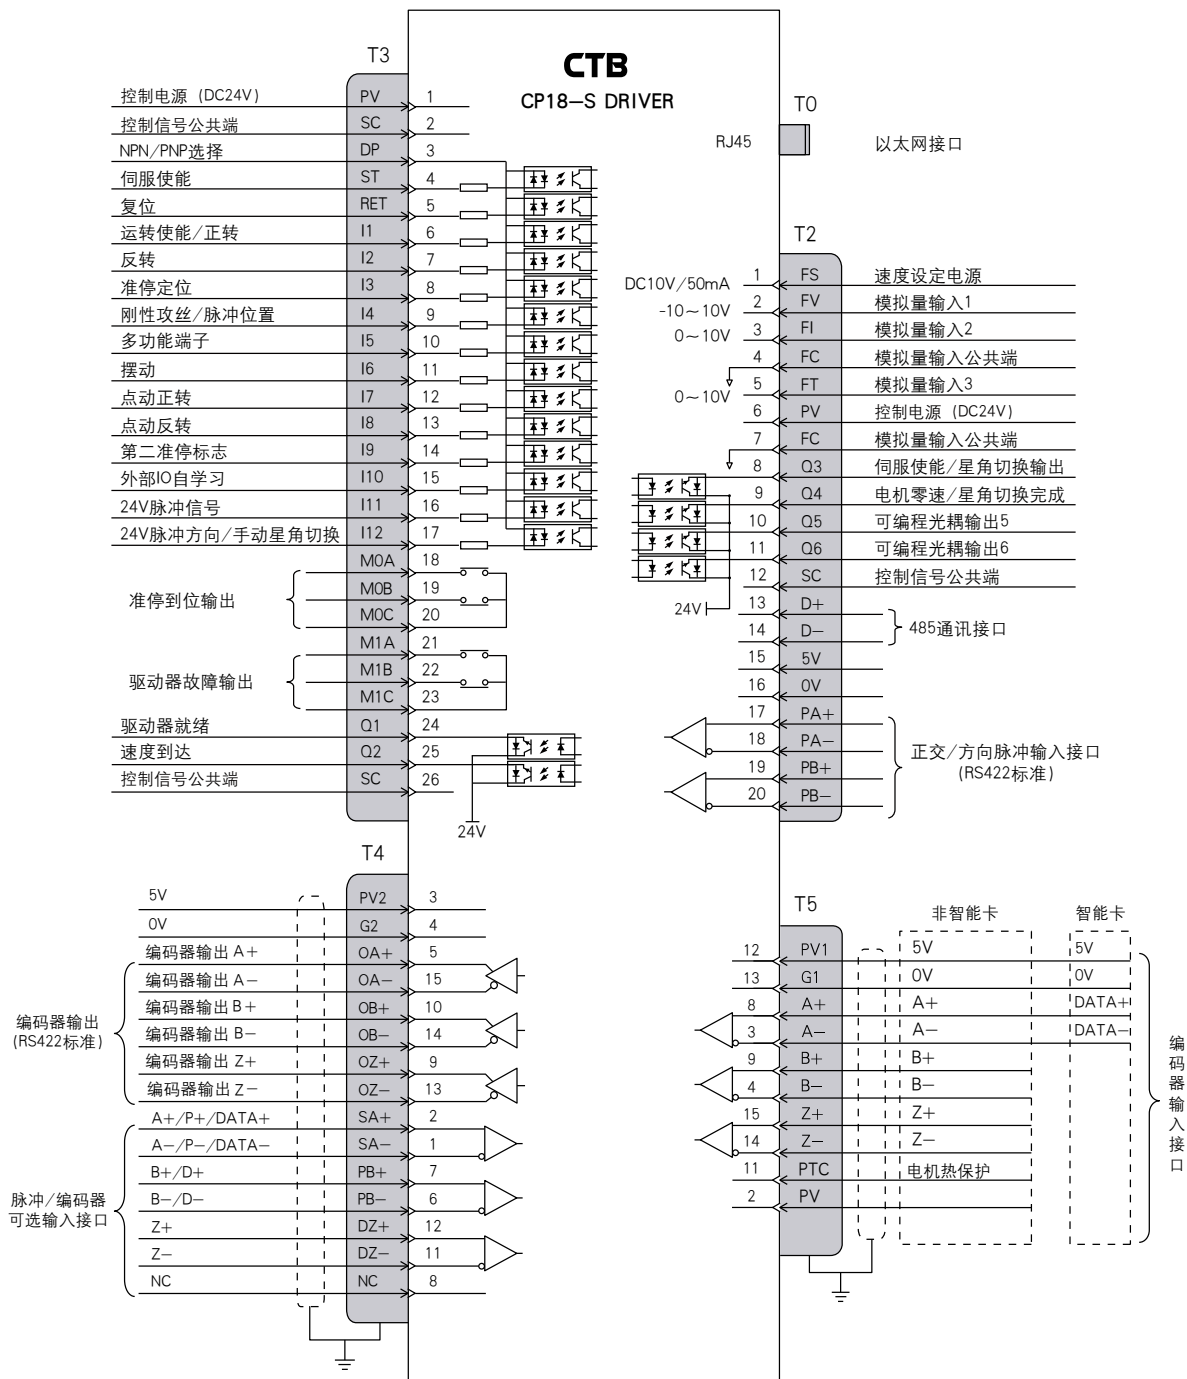 CTB
CP18-S DRIVER
T3
控制电源 (DC24V) PV 1
控制信号公共端 SC 2
NPN/PNP选择 DP 3
伺服使能 ST 4
复位 RET 5
运转使能/正转 I1 6
反转 I2 7
准停定位 I3 8
刚性攻丝/脉冲位置 I4 9
多功能端子 I5 10
摆动 I6 11
点动正转 I7 12
点动反转 I8 13
第二准停标志 I9 14
外部IO自学习 I10 15
24V脉冲信号 I11 16
24V脉冲方向/手动星角切换 I12 17
准停到位输出
M0A 18
M0B 19
M0C 20
驱动器故障输出
M1A 21
M1B 22
M1C 23
驱动器就绪 Q1 24
速度到达 Q2 25
控制信号公共端 SC 26
24V
T0
RJ45 以太网接口
T2
DC10V/50mA 1 FS 速度设定电源
-10~10V 2 FV 模拟量输入1
0~10V 3 FI 模拟量输入2
4 FC 模拟量输入公共端
0~10V 5 FT 模拟量输入3
6 PV 控制电源 (DC24V)
7 FC 模拟量输入公共端
8 Q3 伺服使能/星角切换输出
9 Q4 电机零速/星角切换完成
10 Q5 可编程光耦输出5
11 Q6 可编程光耦输出6
12 SC 控制信号公共端
24V
13 D+
14 D-
485通讯接口
15 5V
16 0V
17 PA+
18 PA-
19 PB+
20 PB-
正交/方向脉冲输入接口
(RS422标准)
T4
5V PV2 3
0V G2 4
编码器输出
(RS422标准)
编码器输出 A+ OA+ 5
编码器输出 A- OA- 15
编码器输出 B+ OB+ 10
编码器输出 B- OB- 14
编码器输出 Z+ OZ+ 9
编码器输出 Z- OZ- 13
脉冲/编码器
可选输入接口
A+/P+/DATA+ SA+ 2
A-/P-/DATA- SA- 1
B+/D+ PB+ 7
B-/D- PB- 6
Z+ DZ+ 12
Z- DZ- 11
NC NC 8
T5
非智能卡 智能卡
12 PV1 5V 5V
13 G1 0V 0V
8 A+ A+ DATA+
3 A- A- DATA-
9 B+ B+
4 B- B-
15 Z+ Z+
14 Z- Z-
11 PTC 电机热保护
2 PV
编码器输入接口